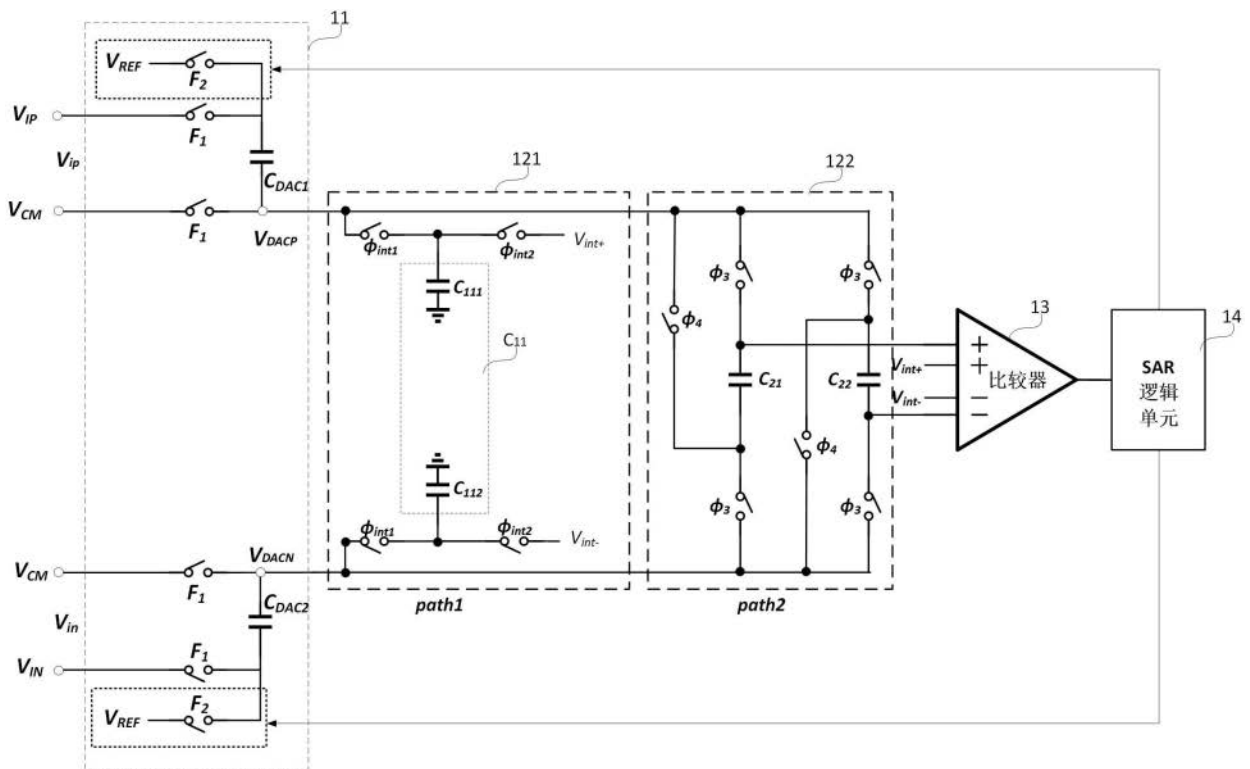 11
V_REF
F_2
V_IP
F_1
V_ip
C_DAC1
121
122
V_CM
F_1
V_DACP
ϕ_int1
ϕ_int2
V_int+
ϕ_3
ϕ_3
C_111
ϕ_4
13
14
C_11
+
V_int+
+
C_21
C_22
比较器
SAR
V_int-
−
逻辑
−
单元
ϕ_4
C_112
ϕ_3
ϕ_3
ϕ_int1
ϕ_int2
V_int-
V_DACN
V_CM
F_1
C_DAC2
path1
path2
V_in
F_1
V_IN
F_2
V_REF